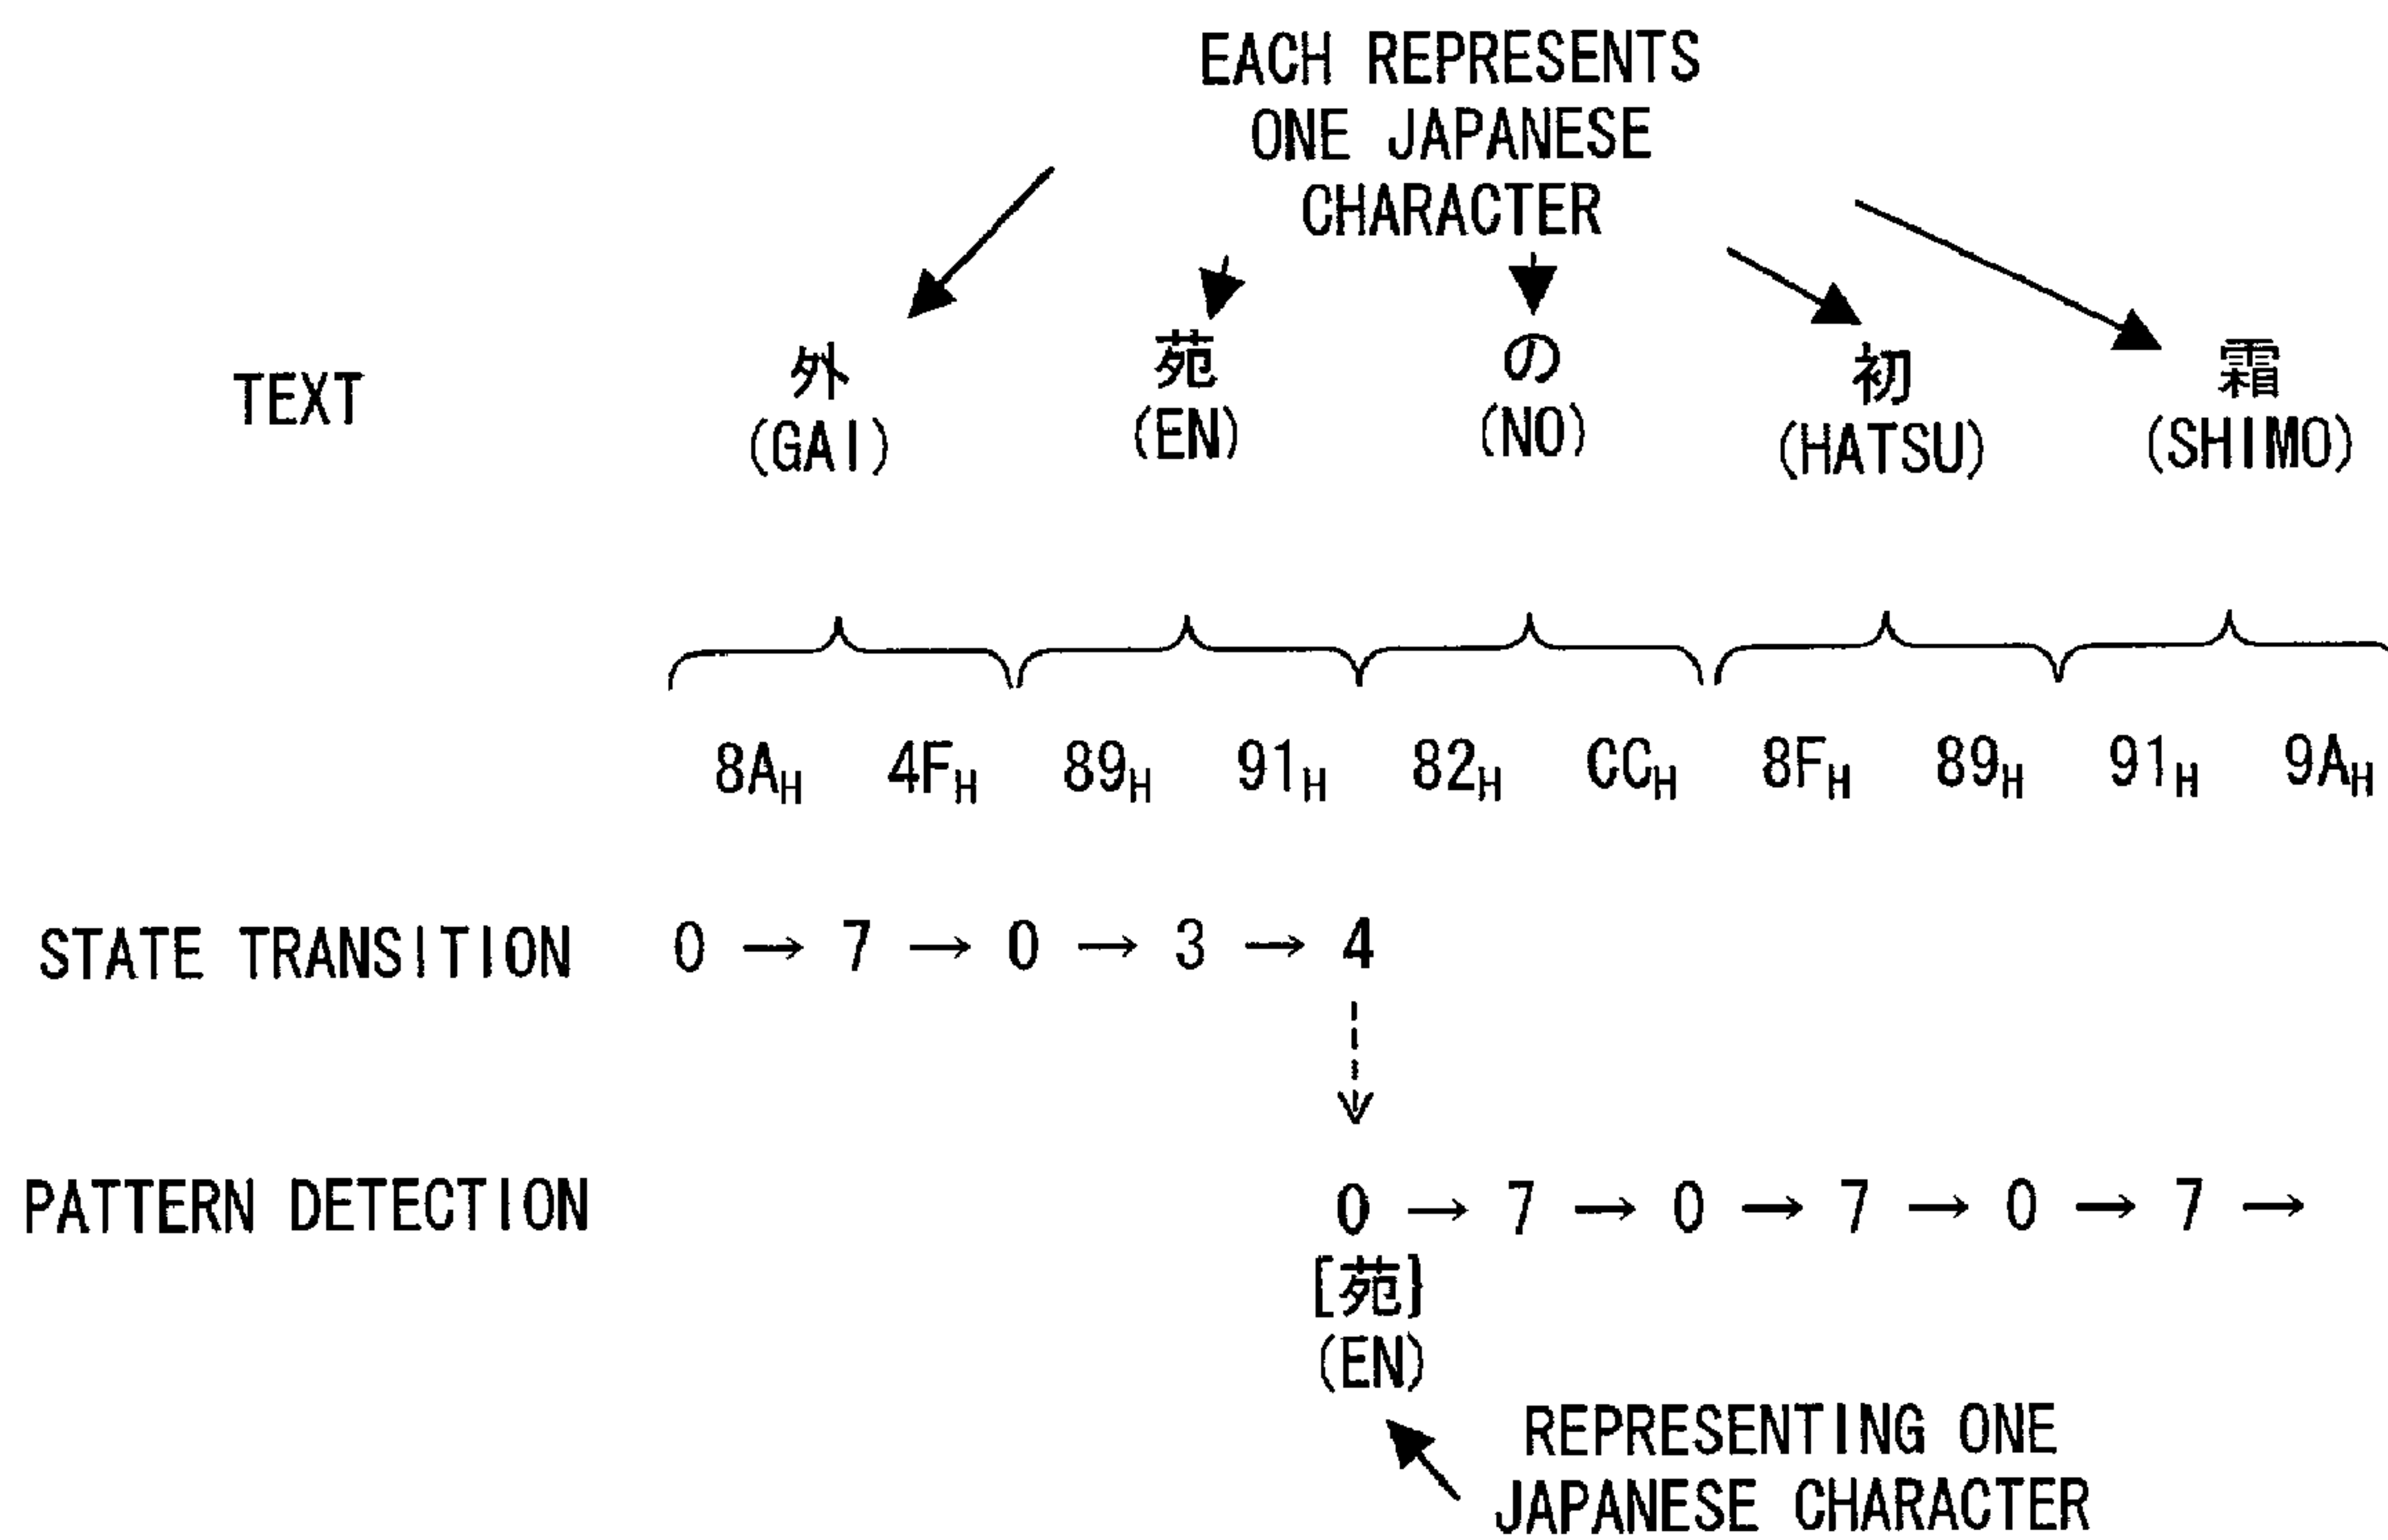 EACH REPRESENTS
ONE JAPANESE
CHARACTER
TEXT 外 苑 の 初 霜
(GAI) (EN) (NO) (HATSU) (SHIMO)
8AH 4FH 89H 91H 82H CCH 8FH 89H 91H 9AH
STATE TRANSITION 0 → 7 → 0 → 3 → 4
PATTERN DETECTION 0 → 7 → 0 → 7 → 0 → 7 →
[苑}
(EN)
REPRESENTING ONE
JAPANESE CHARACTER